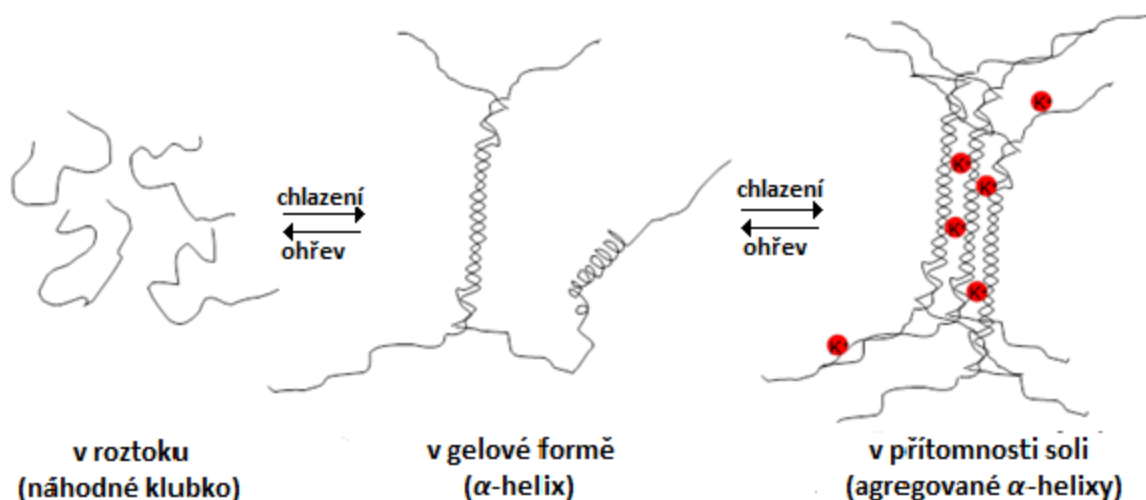 chlazení
ohřev
chlazení
ohřev
K+
K+
K+
K+
K+
K+
v roztoku
(náhodné klubko)
v gelové formě
(α-helix)
v přítomnosti soli
(agregované α-helixy)